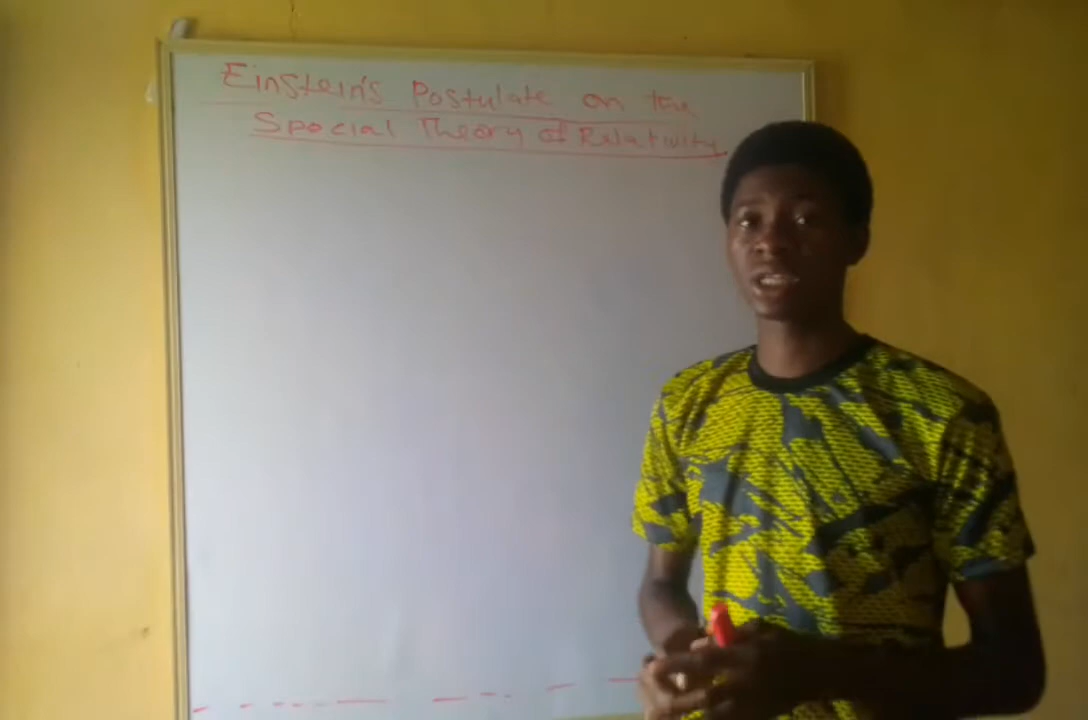 Einstein's Postulate on the
Special Theory of Relativity